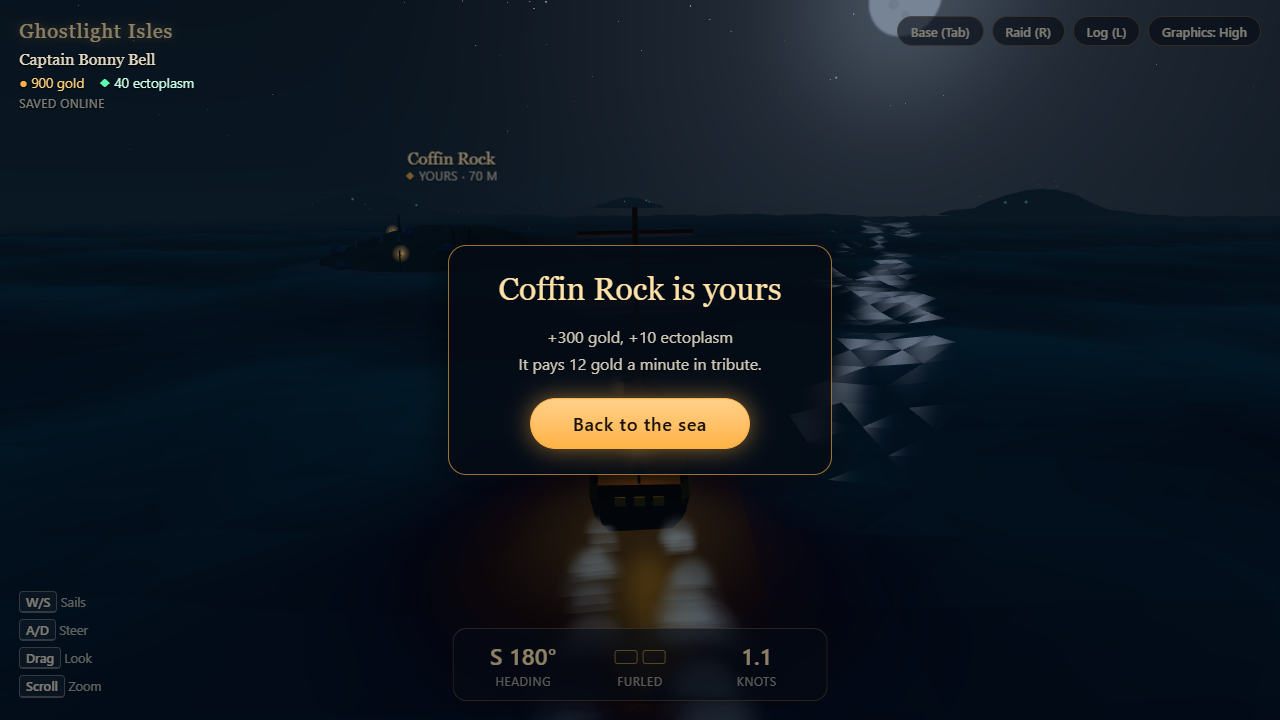 Ghostlight Isles
Captain Bonny Bell
900 gold 40 ectoplasm
SAVED ONLINE
Base (Tab) Raid (R) Log (L) Graphics: High
Coffin Rock
YOURS · 70 M
Coffin Rock is yours
+300 gold, +10 ectoplasm
It pays 12 gold a minute in tribute.
Back to the sea
W/S Sails
A/D Steer
Drag Look
Scroll Zoom
S 180° 1.1
HEADING FURLED KNOTS